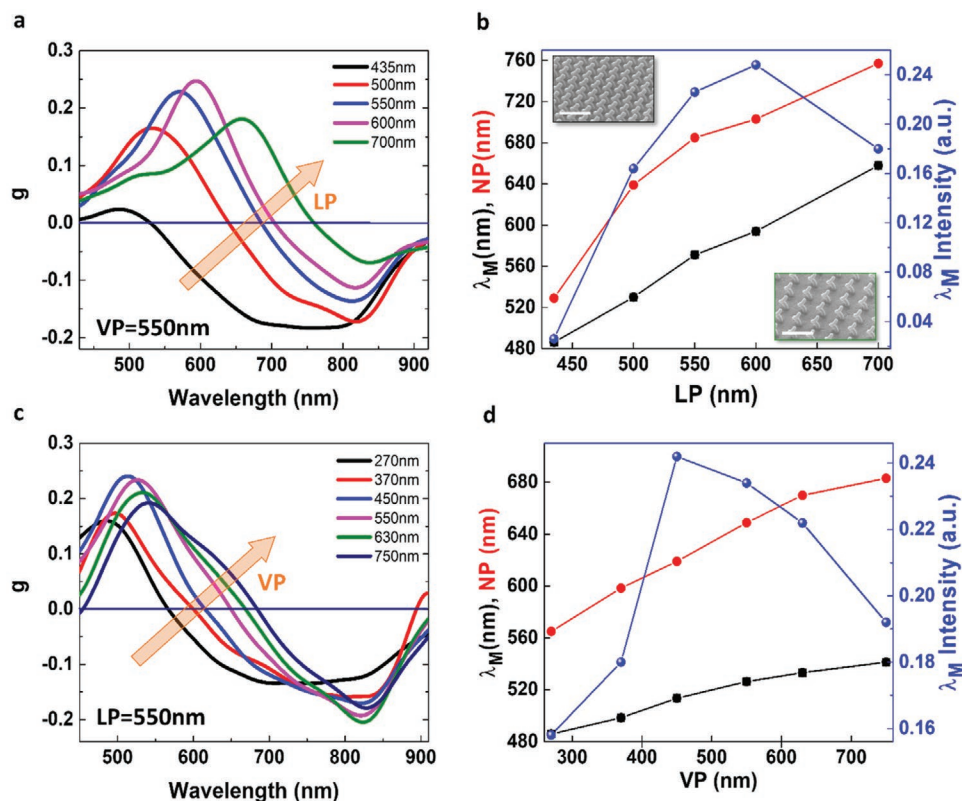 a
0.3
0.2
0.1
0.0
-0.1
-0.2
g
435nm
500nm
550nm
600nm
700nm
LP
VP=550nm
500 600 700 800 900
Wavelength (nm)
b
760
720
680
640
600
560
520
480
λM(nm), NP(nm)
0.24
0.20
0.16
0.12
0.08
0.04
λM Intensity (a.u.)
450 500 550 600 650 700
LP (nm)
c
0.3
0.2
0.1
0.0
-0.1
-0.2
g
270nm
370nm
450nm
550nm
630nm
750nm
VP
LP=550nm
500 600 700 800 900
Wavelength (nm)
d
680
640
600
560
520
480
λM(nm), NP (nm)
0.24
0.22
0.20
0.18
0.16
λM Intensity (a.u.)
300 400 500 600 700
VP (nm)